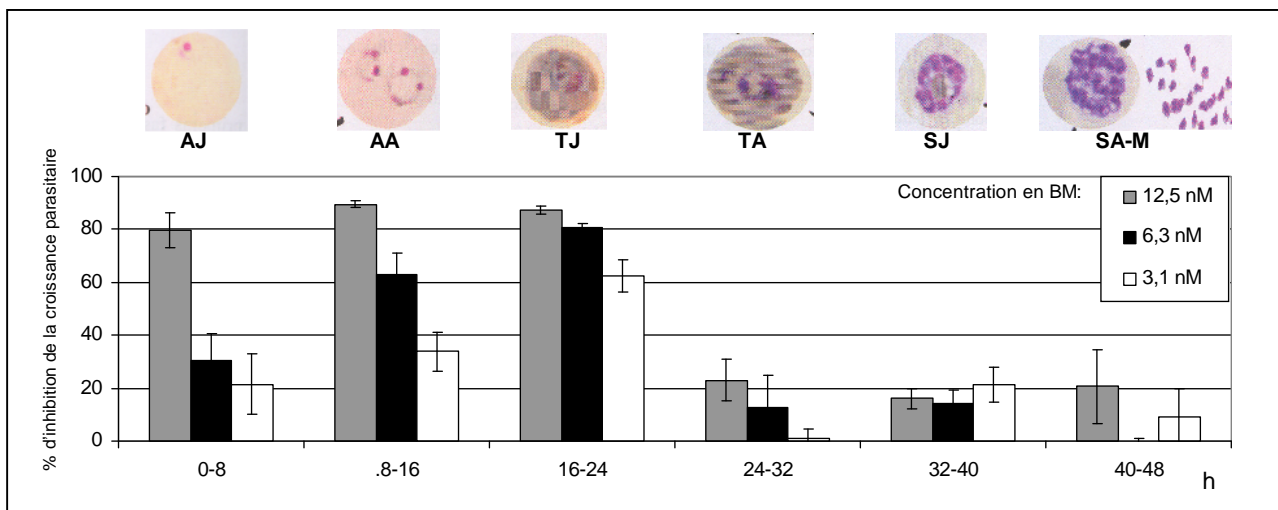 AJ AA TJ TA SJ SA-M
% d'inhibition de la croissance parasitaire
100
80
60
40
20
0
Concentration en BM:
12,5 nM
6,3 nM
3,1 nM
0-8 .8-16 16-24 24-32 32-40 40-48
h